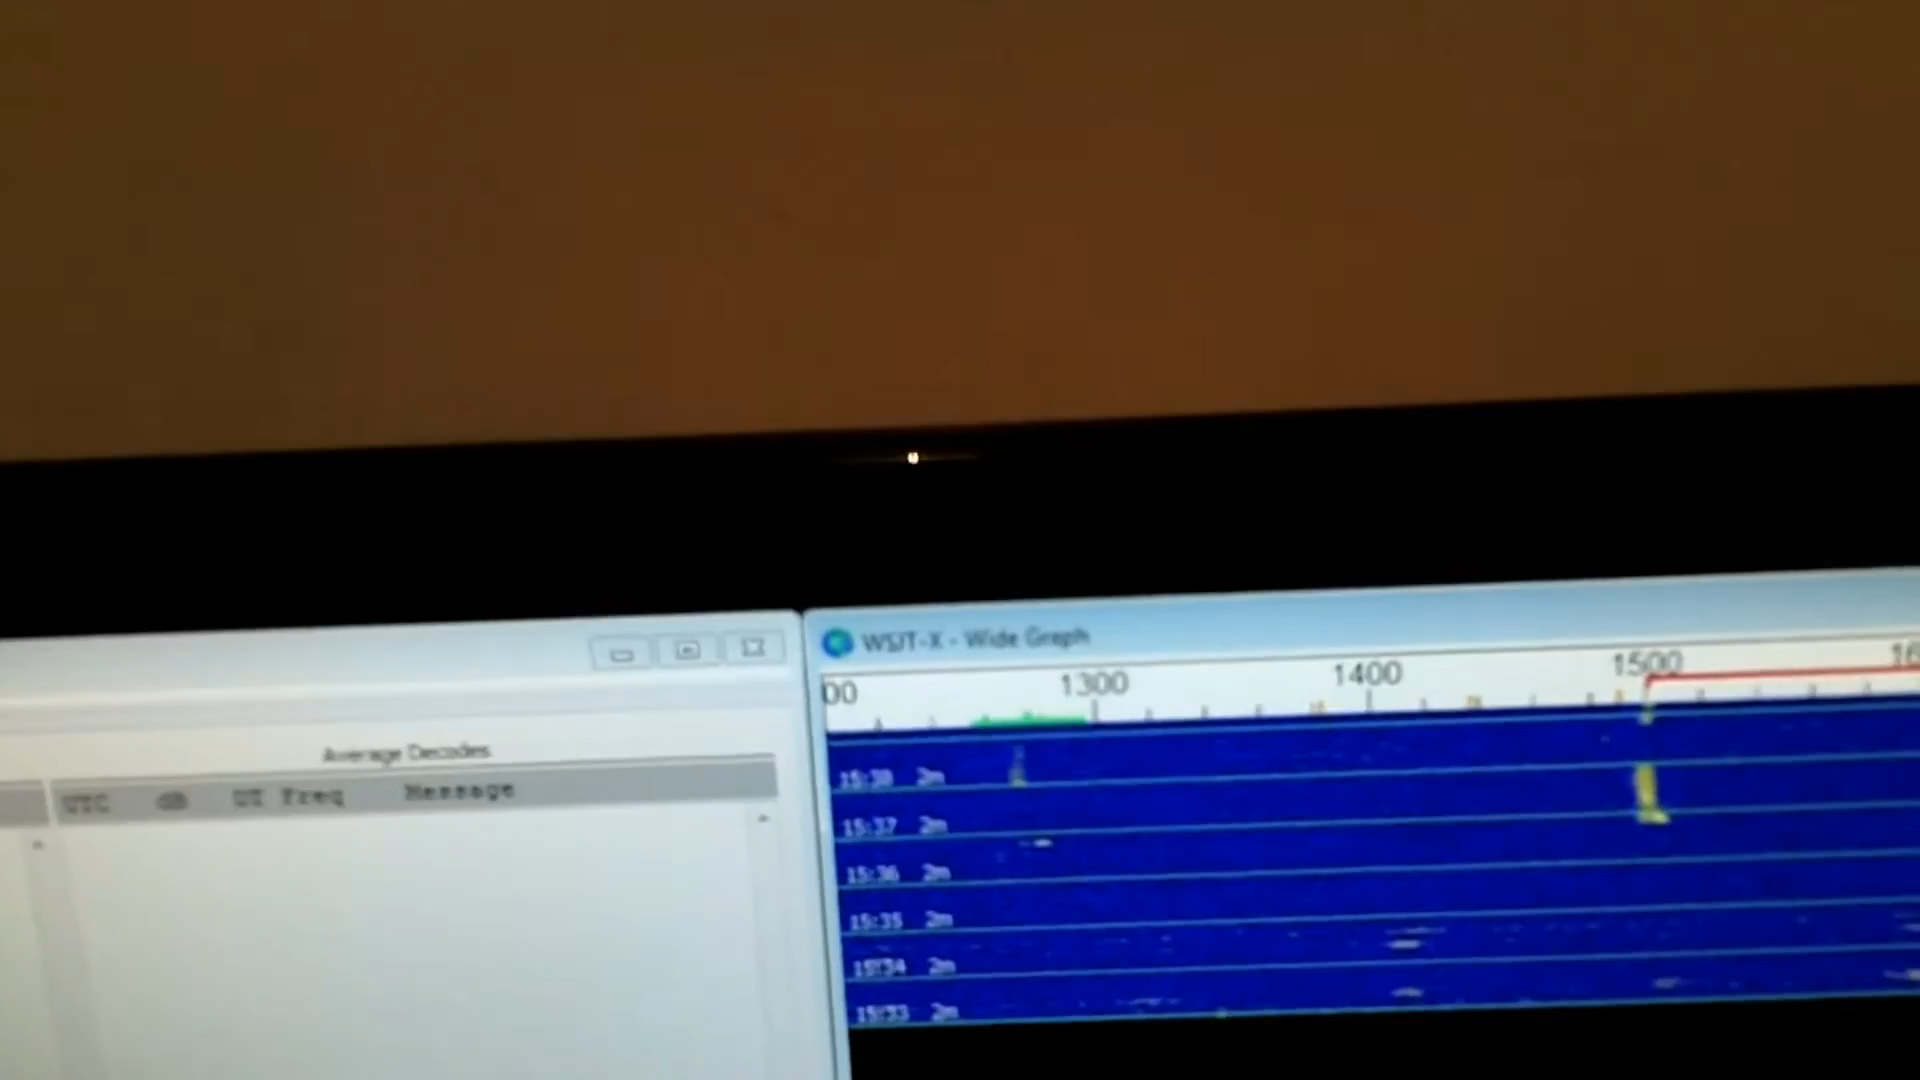 WSJT-X - Wide Graph
00 1300 1400 1500 16
Average Decodes
UTC dB DT Freq Message
15:38 2m
15:37 2m
15:36 2m
15:35 2m
15:34 2m
15:33 2m